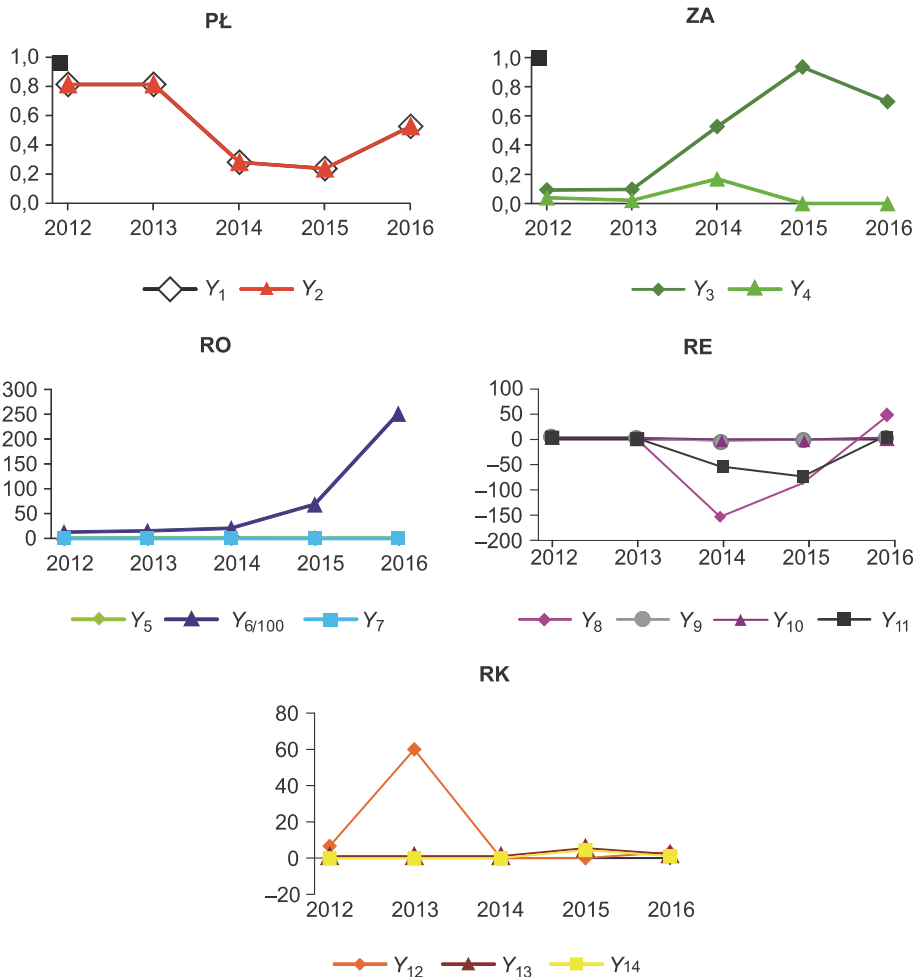 PŁ
1,0
0,8
0,6
0,4
0,2
0,0
2012 2013 2014 2015 2016
Y1 Y2
ZA
1,0
0,8
0,6
0,4
0,2
0,0
2012 2013 2014 2015 2016
Y3 Y4
RO
300
250
200
150
100
50
0
2012 2013 2014 2015 2016
Y5 Y6/100 Y7
RE
100
50
0
–50
–100
–150
–200
2012 2013 2014 2015 2016
Y8 Y9 Y10 Y11
RK
80
60
40
20
0
–20
2012 2013 2014 2015 2016
Y12 Y13 Y14